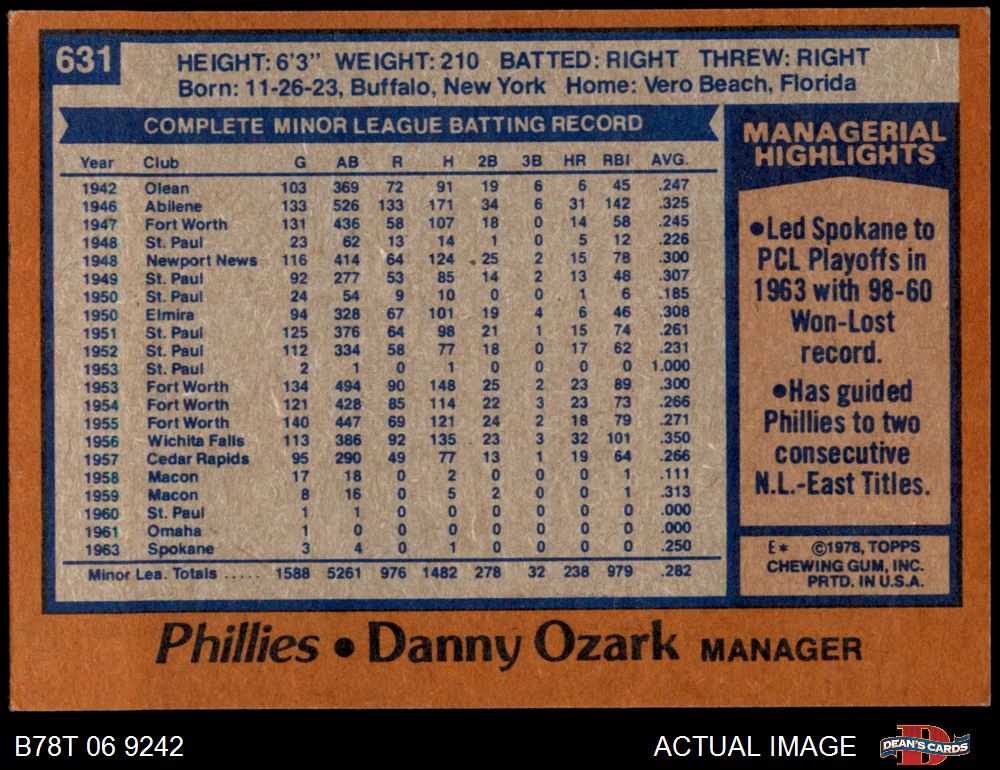 631
HEIGHT: 6'3" WEIGHT: 210 BATTED: RIGHT THREW: RIGHT
Born: 11-26-23, Buffalo, New York Home: Vero Beach, Florida
COMPLETE MINOR LEAGUE BATTING RECORD
Year Club G AB R H 2B 3B HR RBI AVG.
1942 Olean 103 369 72 91 19 6 6 45 .247
1946 Abilene 133 526 133 171 34 6 31 142 .325
1947 Fort Worth 131 436 58 107 18 0 14 58 .245
1948 St. Paul 23 62 13 14 1 0 5 12 .226
1948 Newport News 116 414 64 124 25 2 15 78 .300
1949 St. Paul 92 277 53 85 14 2 13 48 .307
1950 St. Paul 24 54 9 10 0 0 1 6 .185
1950 Elmira 94 328 67 101 19 4 6 46 .308
1951 St. Paul 125 376 64 98 21 1 15 74 .261
1952 St. Paul 112 334 58 77 18 0 17 62 .231
1953 St. Paul 2 1 0 1 0 0 0 0 1.000
1953 Fort Worth 134 494 90 148 25 2 23 89 .300
1954 Fort Worth 121 428 85 114 22 3 23 73 .266
1955 Fort Worth 140 447 69 121 24 2 18 79 .271
1956 Wichita Falls 113 386 92 135 23 3 32 101 .350
1957 Cedar Rapids 95 290 49 77 13 1 19 64 .266
1958 Macon 17 18 0 2 0 0 0 1 .111
1959 Macon 8 16 0 5 2 0 0 1 .313
1960 St. Paul 1 1 0 0 0 0 0 0 .000
1961 Omaha 1 0 0 0 0 0 0 0 .000
1963 Spokane 3 4 0 1 0 0 0 0 .250
Minor Lea. Totals ..... 1588 5261 976 1482 278 32 238 979 .282
MANAGERIAL
HIGHLIGHTS
•Led Spokane to
PCL Playoffs in
1963 with 98-60
Won-Lost
record.
•Has guided
Phillies to two
consecutive
N.L.-East Titles.
E* ©1978, TOPPS
CHEWING GUM, INC.
PRTD. IN U.S.A.
Phillies • Danny Ozark MANAGER
B78T 06 9242
ACTUAL IMAGE
DEAN'S CARDS